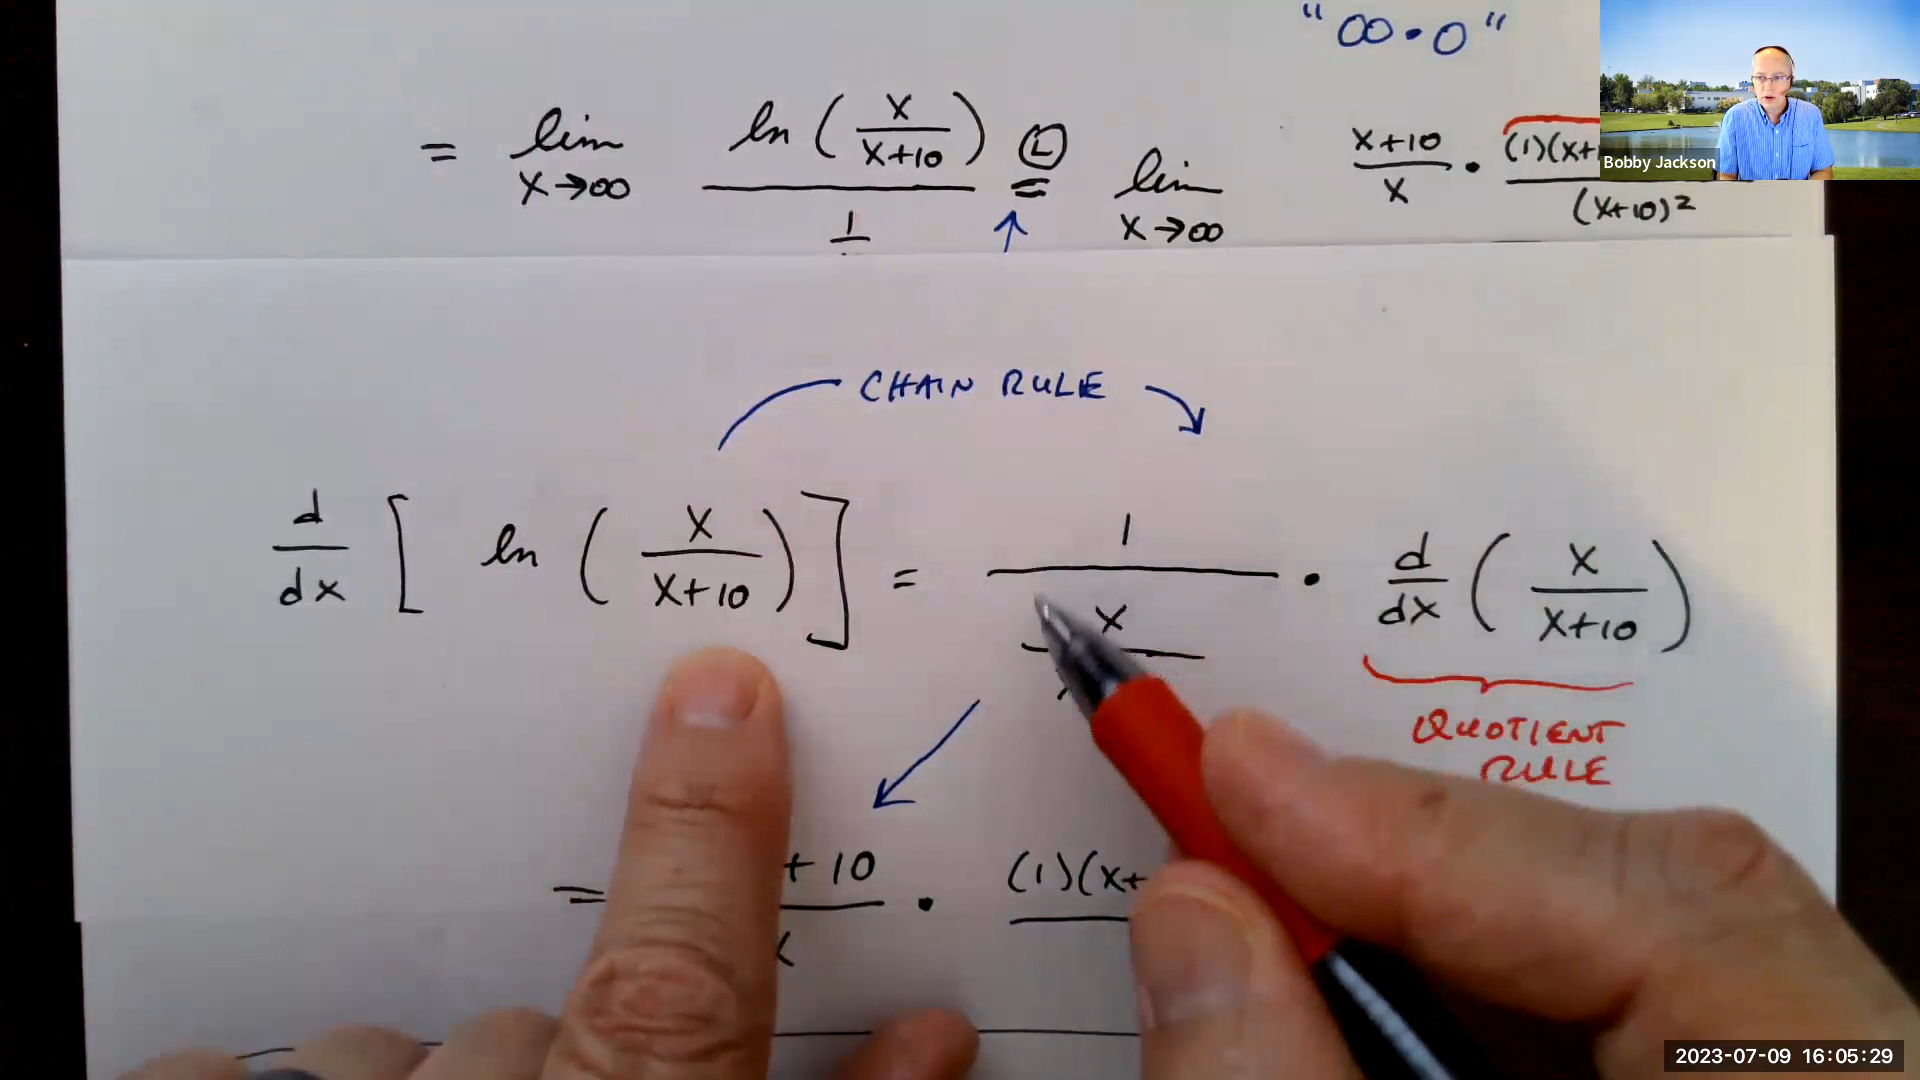 "∞·0"
= lim x→∞ ln(x/(x+10)) / 1 Ⓛ= lim x→∞ (x+10)/x · (1)(x+ / (x+10)²
Bobby Jackson
↑
CHAIN RULE
d/dx [ ln ( x/(x+10) ) ] = 1/(x/ · d/dx ( x/(x+10) )
QUOTIENT
RULE
= + 10 / x · (1)(x+
2023-07-09 16:05:29